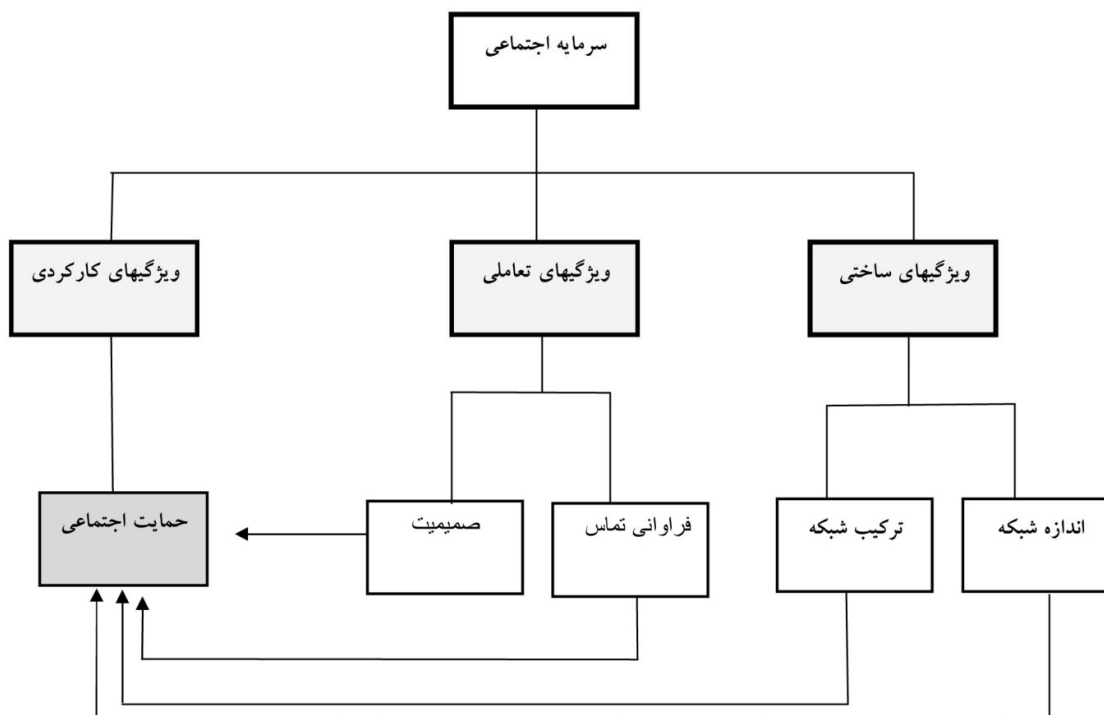 سرمایه اجتماعی
ویژگیهای ساختی
ویژگیهای تعاملی
ویژگیهای کارکردی
اندازه شبکه
ترکیب شبکه
فراوانی تماس
صمیمیت
حمایت اجتماعی